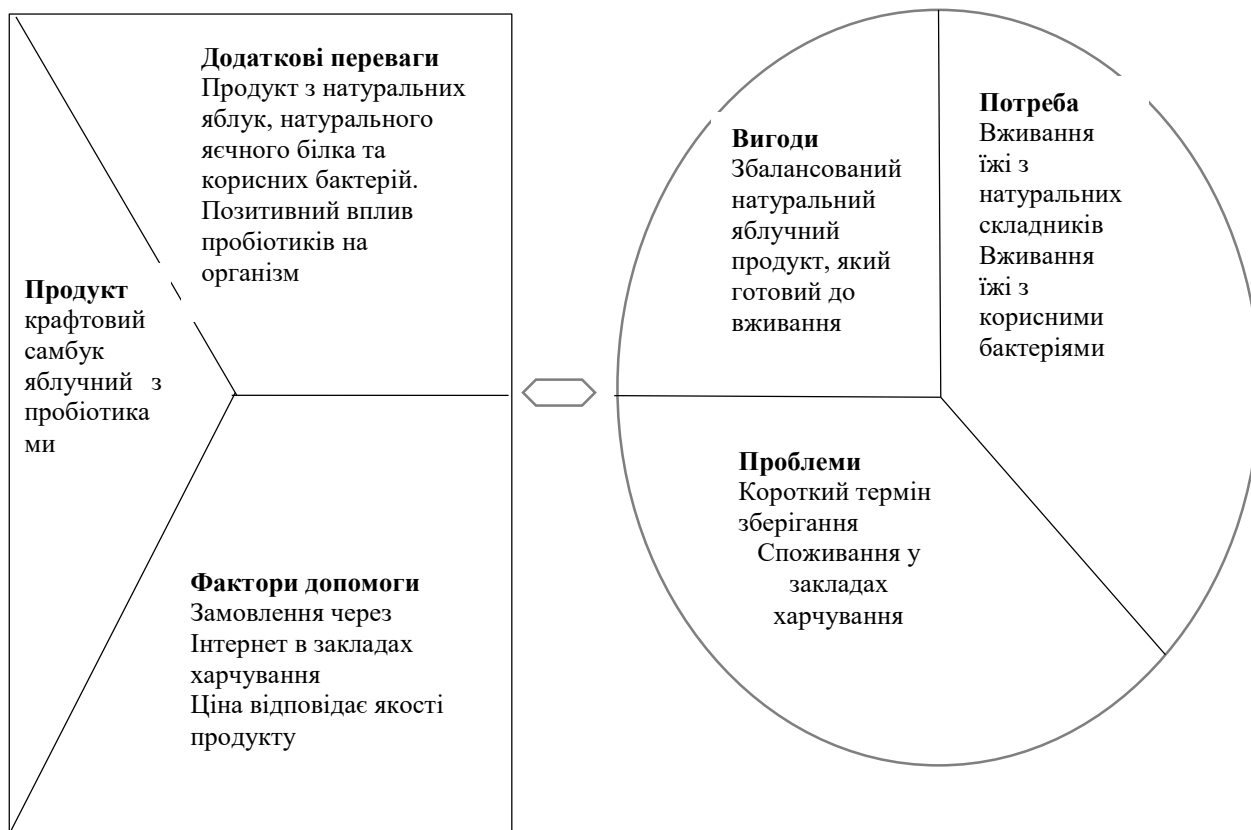 Додаткові переваги
Продукт з натуральних
яблук, натурального
яєчного білка та
корисних бактерій.
Позитивний вплив
пробіотиків на
організм
Продукт
крафтовий
самбук
яблучний з
пробіотика
ми
Фактори допомоги
Замовлення через
Інтернет в закладах
харчування
Ціна відповідає якості
продукту
Вигоди
Збалансований
натуральний
яблучний
продукт, який
готовий до
вживання
Потреба
Вживання
їжі з
натуральних
складників
Вживання
їжі з
корисними
бактеріями
Проблеми
Короткий термін
зберігання
Споживання у
закладах
харчування